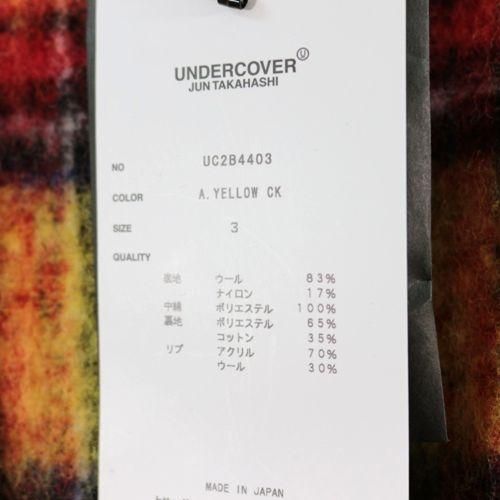 UNDERCOVER Ⓤ
JUN TAKAHASHI
NO UC2B4403
COLOR A.YELLOW CK
SIZE 3
QUALITY
表地 ウール 83%
ナイロン 17%
中綿 ポリエステル 100%
裏地 ポリエステル 65%
コットン 35%
リブ アクリル 70%
ウール 30%
MADE IN JAPAN